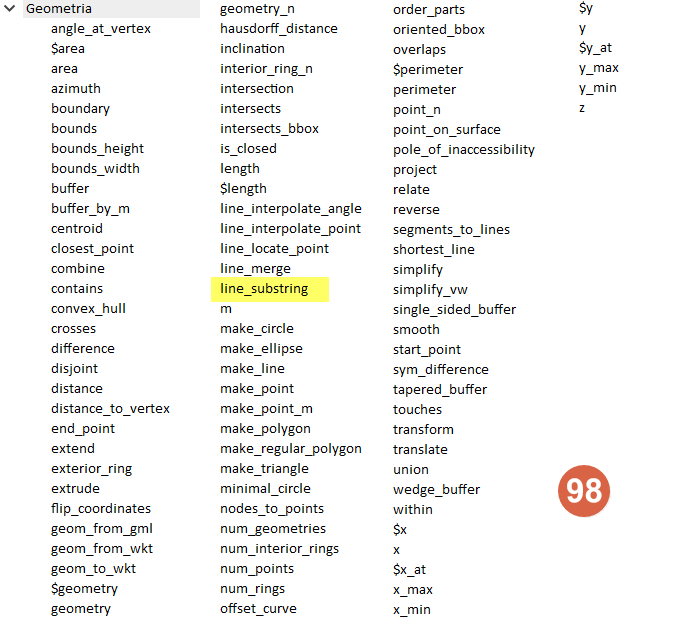 Geometria
angle_at_vertex
$area
area
azimuth
boundary
bounds
bounds_height
bounds_width
buffer
buffer_by_m
centroid
closest_point
combine
contains
convex_hull
crosses
difference
disjoint
distance
distance_to_vertex
end_point
extend
exterior_ring
extrude
flip_coordinates
geom_from_gml
geom_from_wkt
geom_to_wkt
$geometry
geometry
geometry_n
hausdorff_distance
inclination
interior_ring_n
intersection
intersects
intersects_bbox
is_closed
length
$length
line_interpolate_angle
line_interpolate_point
line_locate_point
line_merge
line_substring
m
make_circle
make_ellipse
make_line
make_point
make_point_m
make_polygon
make_regular_polygon
make_triangle
minimal_circle
nodes_to_points
num_geometries
num_interior_rings
num_points
num_rings
offset_curve
order_parts
oriented_bbox
overlaps
$perimeter
perimeter
point_n
point_on_surface
pole_of_inaccessibility
project
relate
reverse
segments_to_lines
shortest_line
simplify
simplify_vw
single_sided_buffer
smooth
start_point
sym_difference
tapered_buffer
touches
transform
translate
union
wedge_buffer
within
$x
x
$x_at
x_max
x_min
$y
y
$y_at
y_max
y_min
z
98